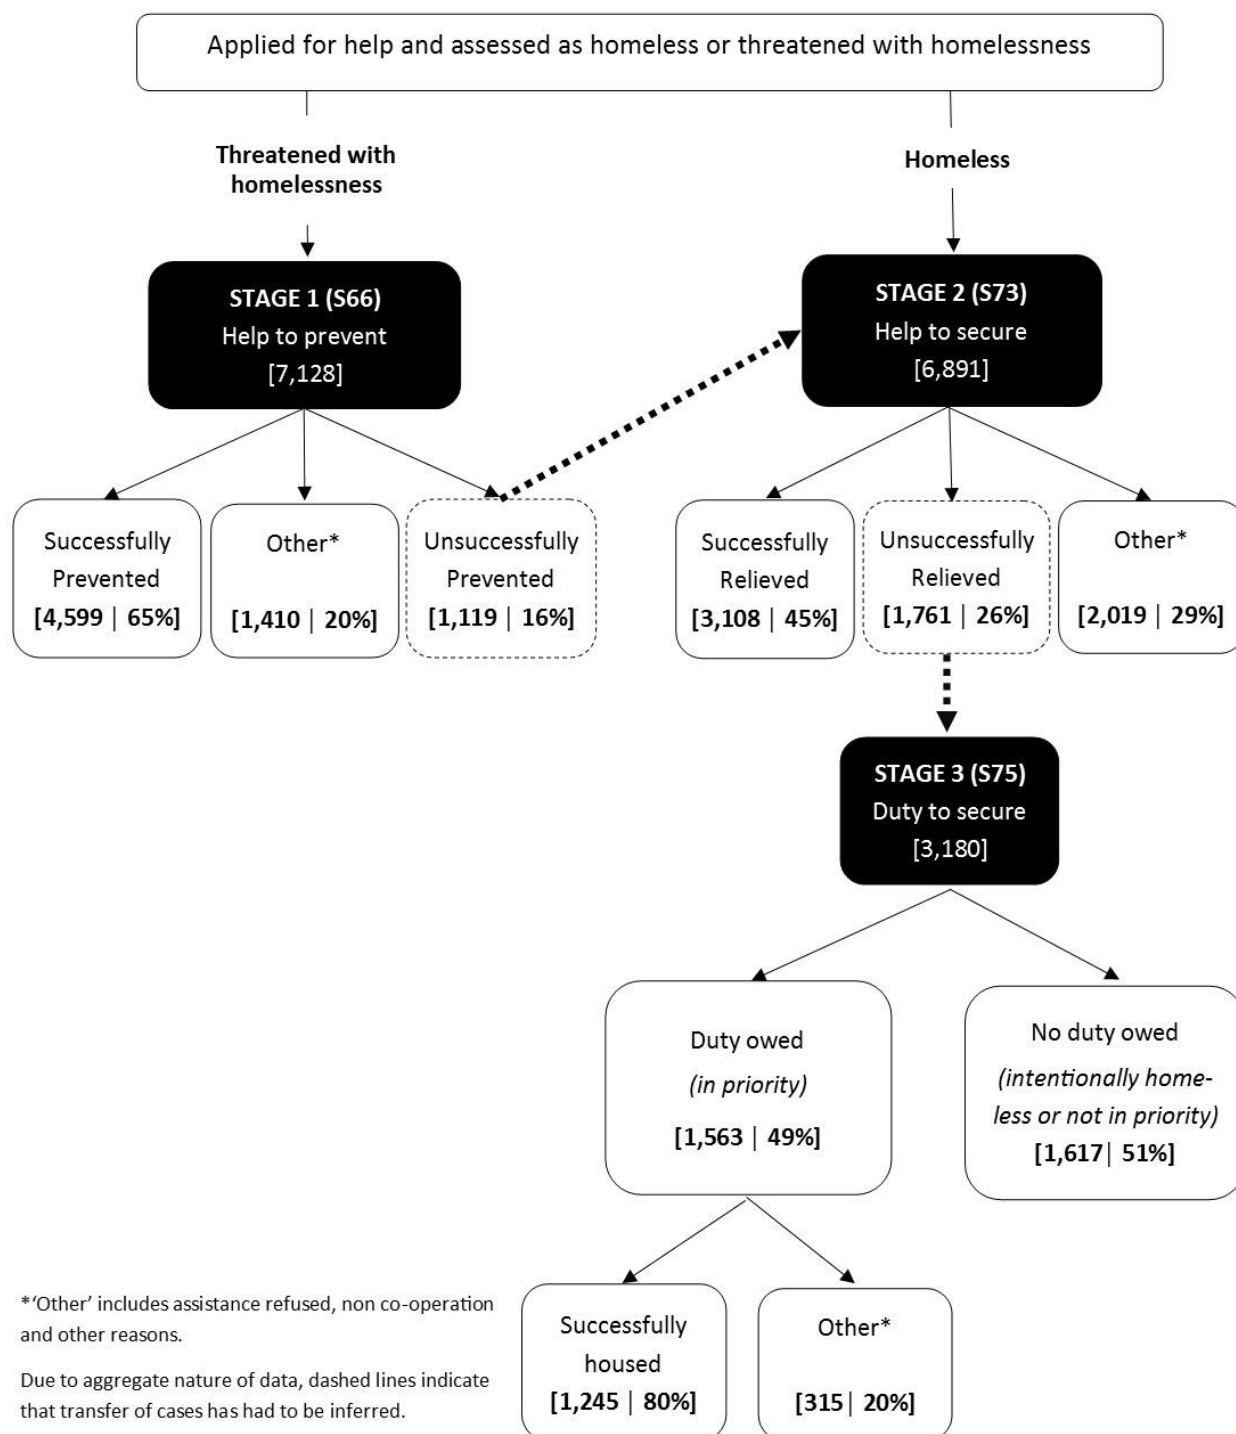 Applied for help and assessed as homeless or threatened with homelessness
Threatened with
homelessness
Homeless
STAGE 1 (S66)
Help to prevent
[7,128]
STAGE 2 (S73)
Help to secure
[6,891]
Successfully
Prevented
[4,599 | 65%]
Other*
[1,410 | 20%]
Unsuccessfully
Prevented
[1,119 | 16%]
Successfully
Relieved
[3,108 | 45%]
Unsuccessfully
Relieved
[1,761 | 26%]
Other*
[2,019 | 29%]
STAGE 3 (S75)
Duty to secure
[3,180]
Duty owed
(in priority)
[1,563 | 49%]
No duty owed
(intentionally home-
less or not in priority)
[1,617| 51%]
Successfully
housed
[1,245 | 80%]
Other*
[315| 20%]
*‘Other’ includes assistance refused, non co-operation
and other reasons.
Due to aggregate nature of data, dashed lines indicate
that transfer of cases has had to be inferred.